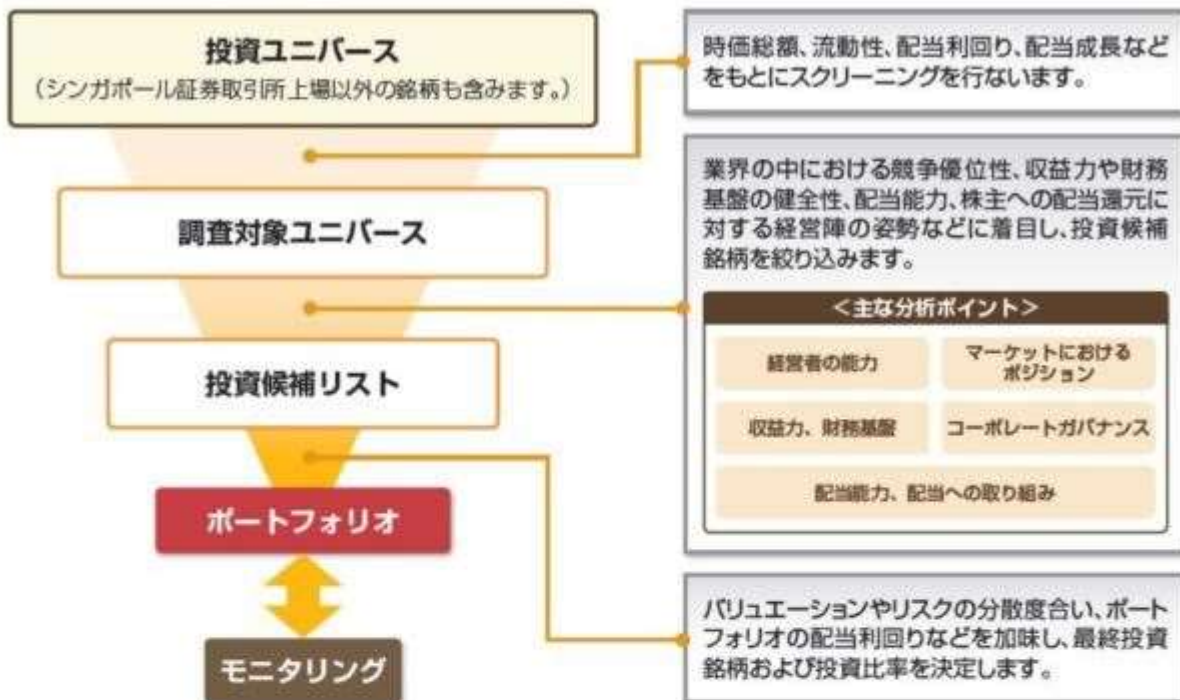 投資ユニバース
(シンガポール証券取引所上場以外の銘柄も含みます。)
時価総額、流動性、配当利回り、配当成長など
をもとにスクリーニングを行ないます。
調査対象ユニバース
業界の中における競争優位性、収益力や財務
基盤の健全性、配当能力、株主への配当還元に
対する経営陣の姿勢などに着目し、投資候補
銘柄を絞り込みます。
<主な分析ポイント>
経営者の能力
マーケットにおける
ポジション
収益力、財務基盤
コーポレートガバナンス
配当能力、配当への取り組み
投資候補リスト
ポートフォリオ
バリュエーションやリスクの分散度合い、ポート
フォリオの配当利回りなどを加味し、最終投資
銘柄および投資比率を決定します。
モニタリング